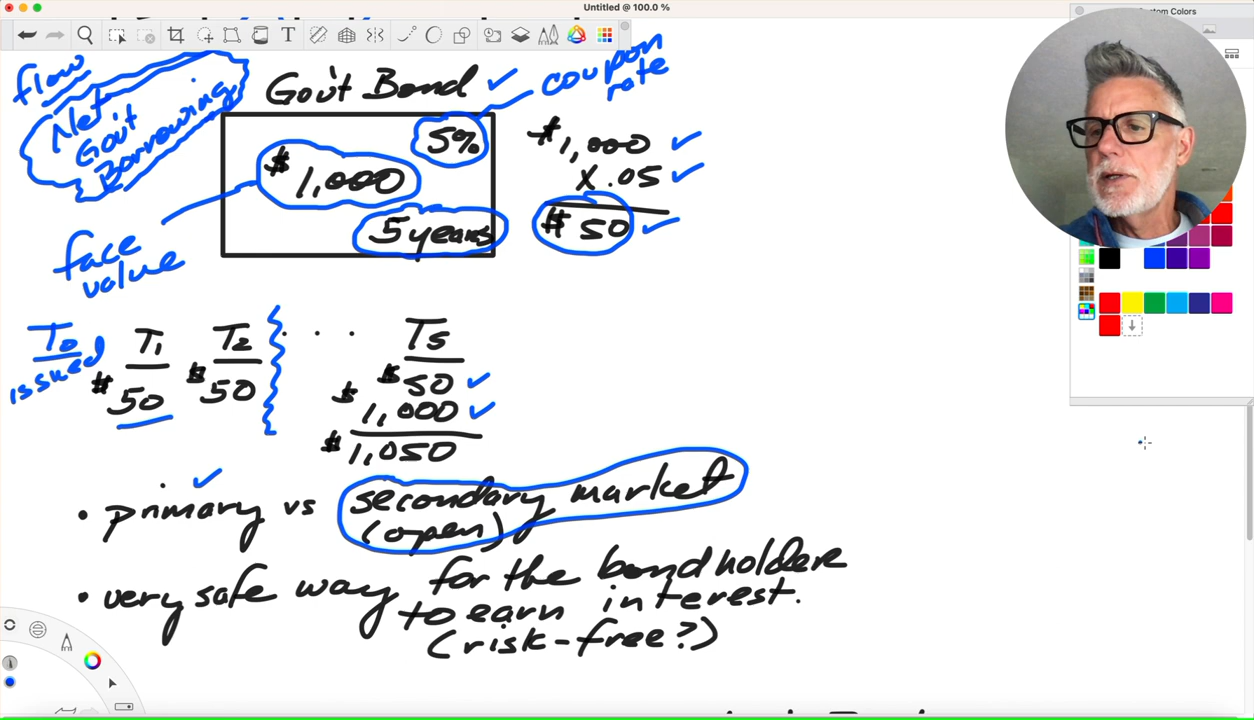 Untitled @ 100.0 %
Custom Colors
flow
Net
Gov't
Borrowing
Gov't Bond
coupon
rate
5%
$1,000
5 years
$1,000
X .05
$50
face
value
T0
issued
T1
$50
T2
$50
. . .
T5
$50
$1,000
$1,050
• primary vs secondary market
(open)
• very safe way for the bondholder
to earn interest.
(risk-free?)